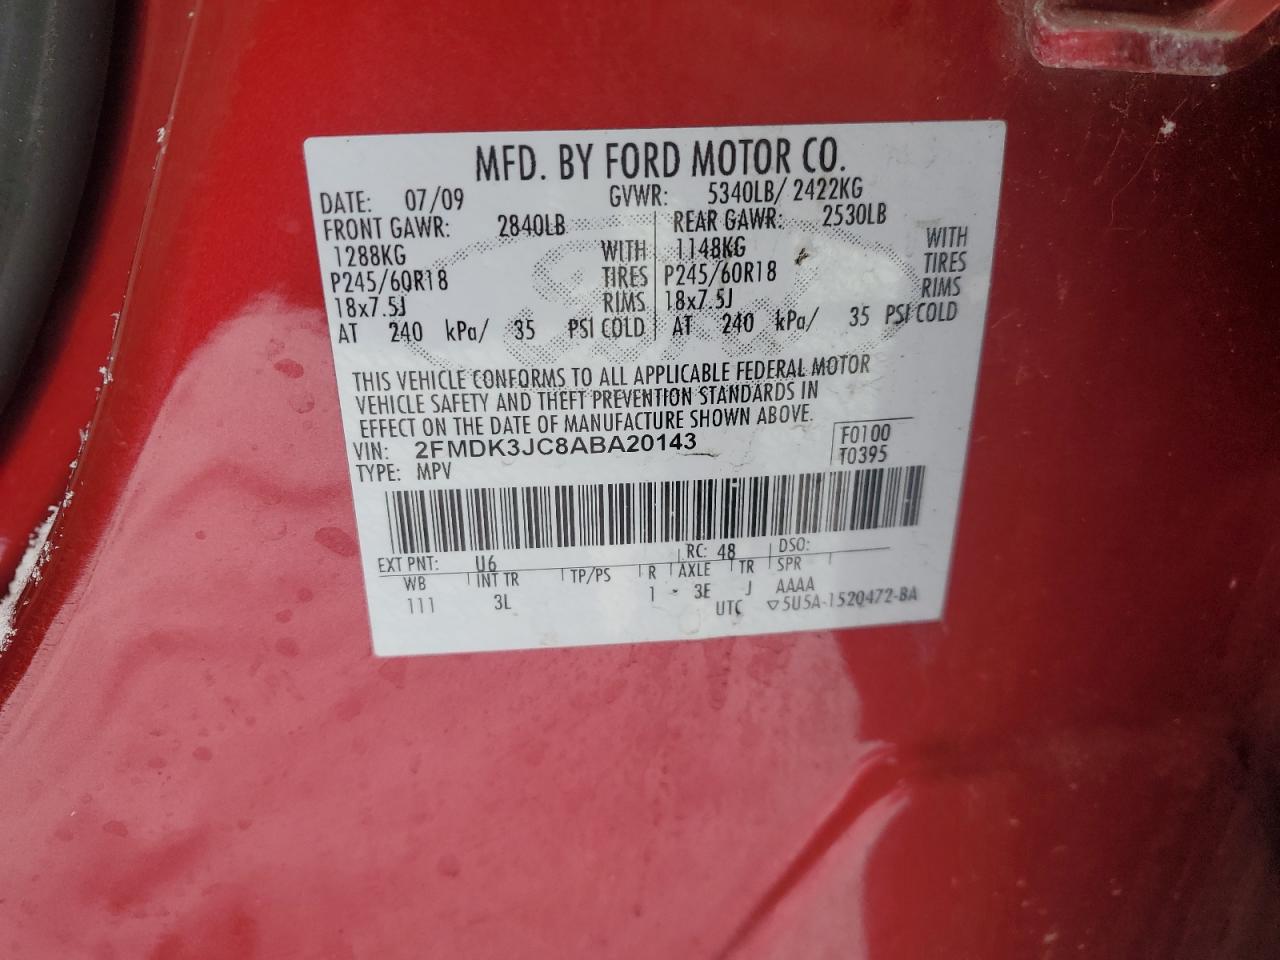 MFD. BY FORD MOTOR CO.
DATE: 07/09 GVWR: 5340LB/ 2422KG
FRONT GAWR: 2840LB REAR GAWR: 2530LB
1288KG WITH 1148KG WITH
P245/60R18 TIRES P245/60R18 TIRES
18x7.5J RIMS 18x7.5J RIMS
AT 240 kPa/ 35 PSI COLD AT 240 kPa/ 35 PSI COLD
THIS VEHICLE CONFORMS TO ALL APPLICABLE FEDERAL MOTOR
VEHICLE SAFETY AND THEFT PREVENTION STANDARDS IN
EFFECT ON THE DATE OF MANUFACTURE SHOWN ABOVE.
VIN: 2FMDK3JC8ABA20143 F0100
TYPE: MPV T0395
EXT PNT: U6 RC: 48 DSO:
WB INT TR TP/PS R AXLE TR SPR
111 3L 1 - 3E J AAAA
UTC ▽5U5A-1520472-BA